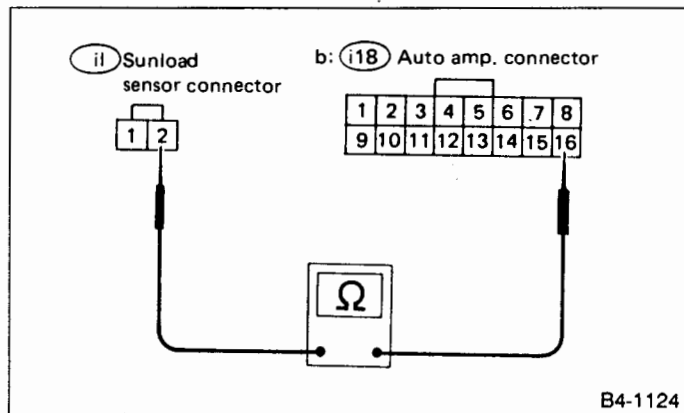 i1 Sunload
sensor connector
b: i18 Auto amp. connector
1 2
1 2 3 4 5 6 7 8
9 10 11 12 13 14 15 16
Ω
B4-1124